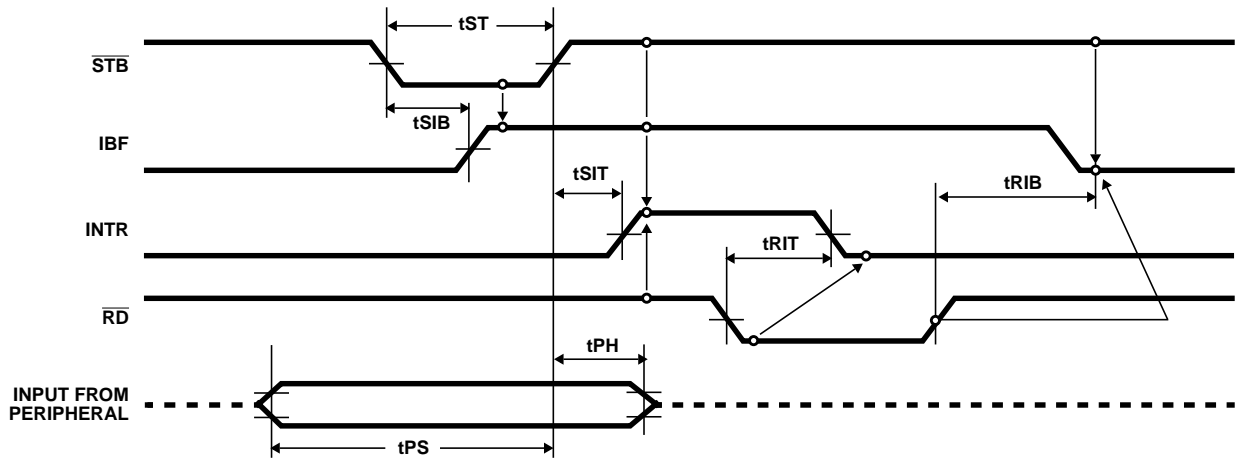 tST
STB
tSIB
IBF
tSIT
tRIB
INTR
tRIT
RD
tPH
INPUT FROM
PERIPHERAL
tPS